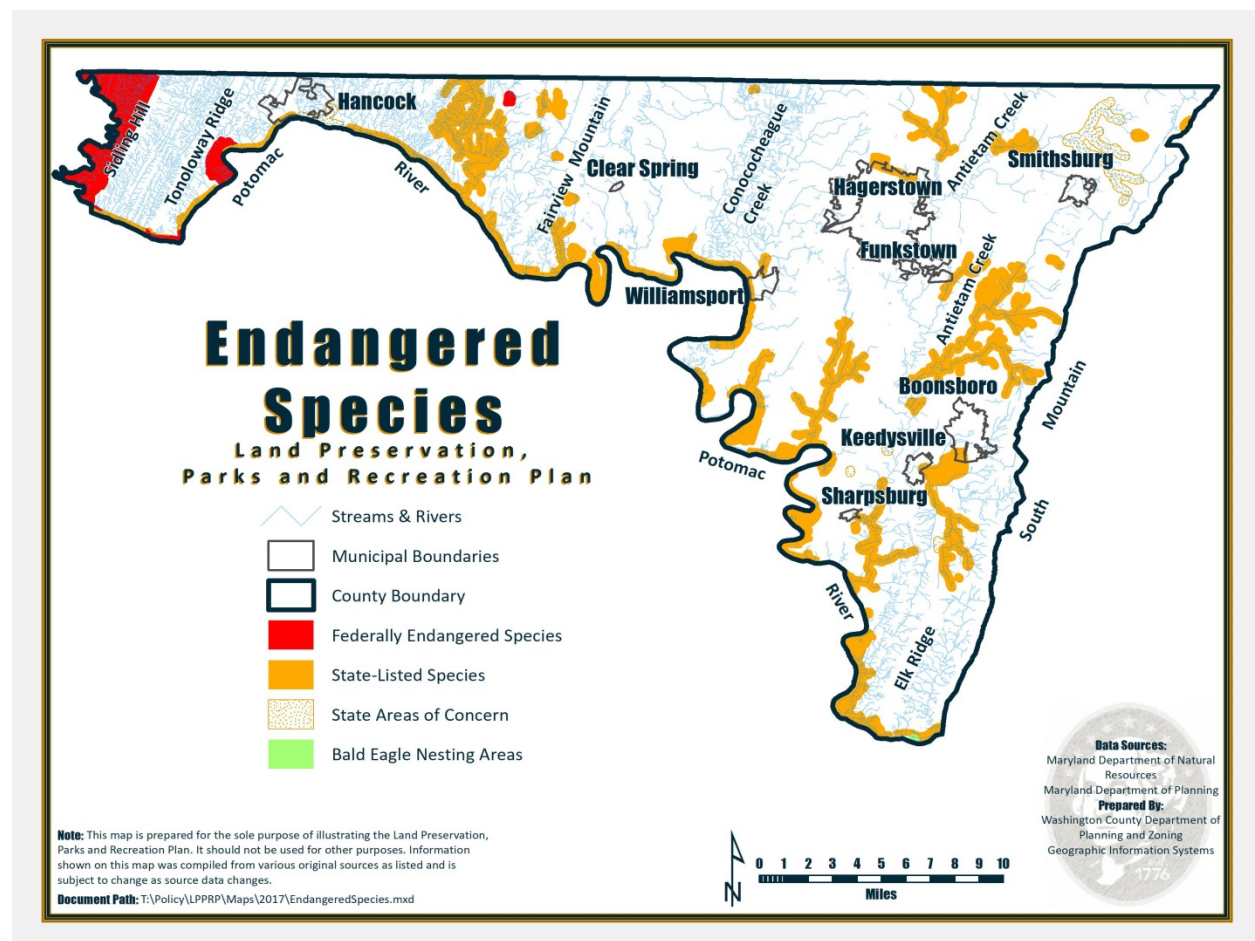 Hancock
Sidling Hill
Tonoloway Ridge
Potomac
River
Fairview Mountain
Clear Spring
Conococheague
Creek
Antietam Creek
Smithsburg
Hagerstown
Funkstown
Antietam Creek
Williamsport
Boonsboro
Mountain
Keedysville
Potomac
Sharpsburg
South
River
Elk Ridge
Endangered
Species
Land Preservation,
Parks and Recreation Plan
Streams & Rivers
Municipal Boundaries
County Boundary
Federally Endangered Species
State-Listed Species
State Areas of Concern
Bald Eagle Nesting Areas
Note: This map is prepared for the sole purpose of illustrating the Land Preservation,
Parks and Recreation Plan. It should not be used for other purposes. Information
shown on this map was compiled from various original sources as listed and is
subject to change as source data changes.
Document Path: T:\Policy\LPPRP\Maps\2017\EndangeredSpecies.mxd
N
0 1 2 3 4 5 6 7 8 9 10
Miles
Data Sources:
Maryland Department of Natural
Resources
Maryland Department of Planning
Prepared By:
Washington County Department of
Planning and Zoning
Geographic Information Systems
1776